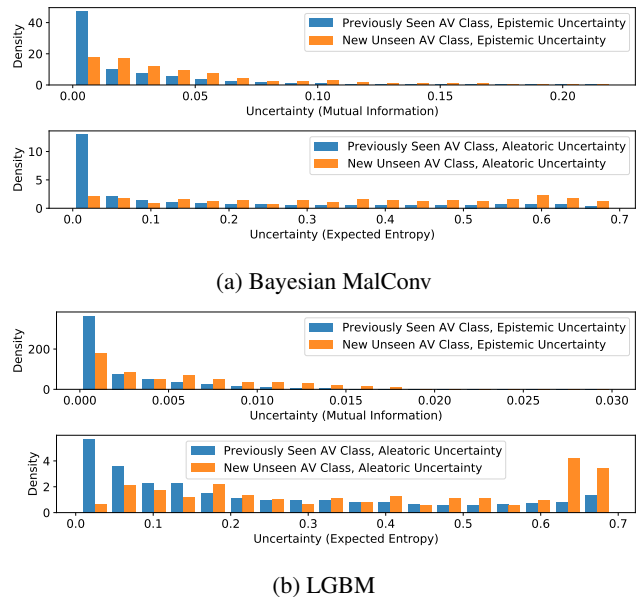 Density
40
20
0
Previously Seen AV Class, Epistemic Uncertainty
New Unseen AV Class, Epistemic Uncertainty
0.00 0.05 0.10 0.15 0.20
Uncertainty (Mutual Information)
Density
10
5
0
Previously Seen AV Class, Aleatoric Uncertainty
New Unseen AV Class, Aleatoric Uncertainty
0.0 0.1 0.2 0.3 0.4 0.5 0.6 0.7
Uncertainty (Expected Entropy)
(a) Bayesian MalConv
Density
200
0
Previously Seen AV Class, Epistemic Uncertainty
New Unseen AV Class, Epistemic Uncertainty
0.000 0.005 0.010 0.015 0.020 0.025 0.030
Uncertainty (Mutual Information)
Density
4
2
0
Previously Seen AV Class, Aleatoric Uncertainty
New Unseen AV Class, Aleatoric Uncertainty
0.0 0.1 0.2 0.3 0.4 0.5 0.6 0.7
Uncertainty (Expected Entropy)
(b) LGBM